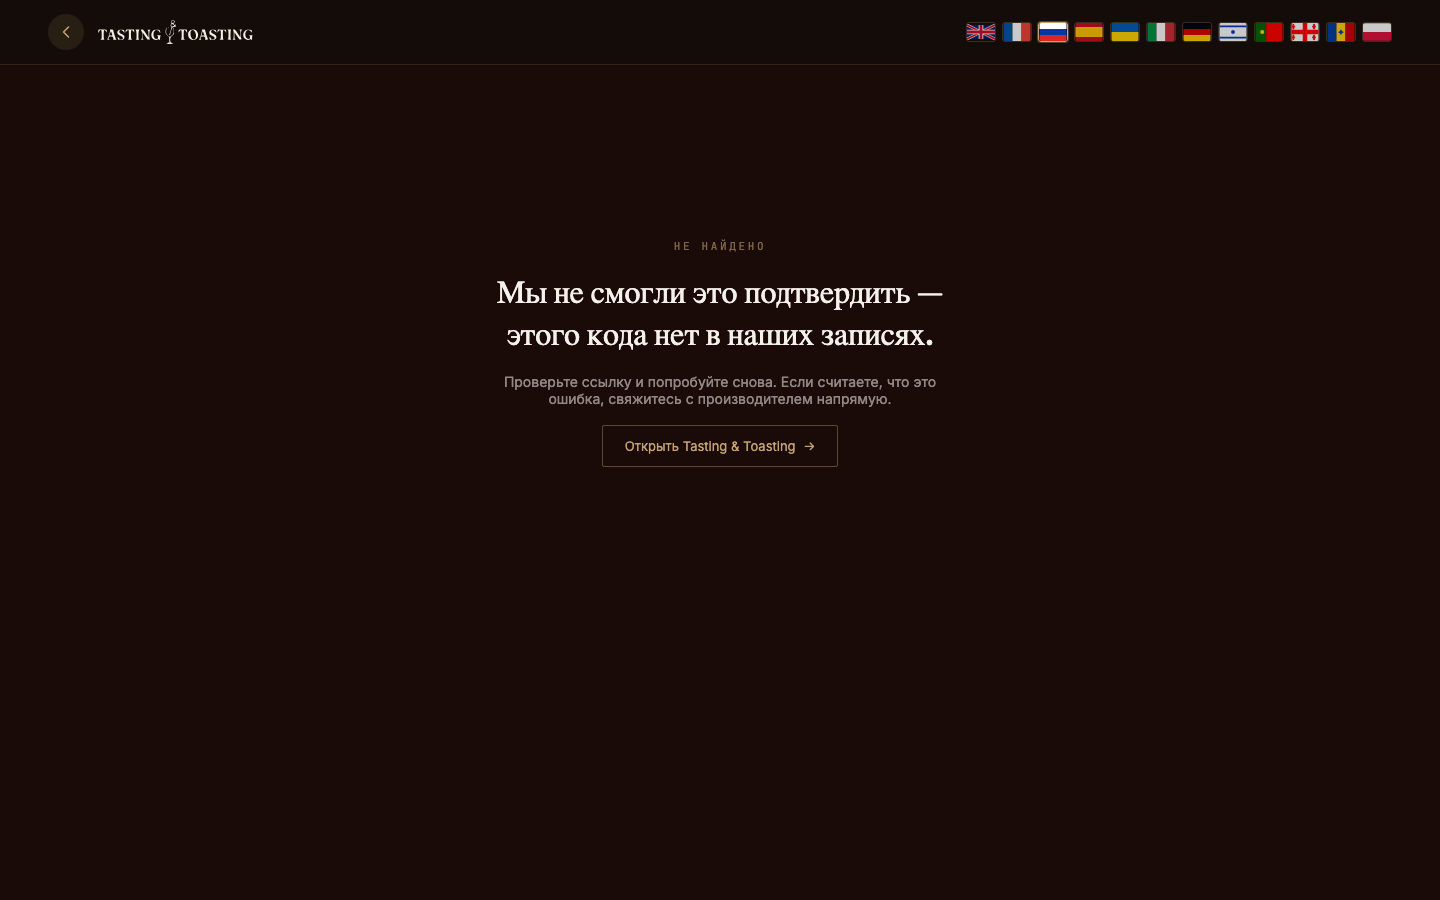 TASTING TOASTING
НЕ НАЙДЕНО
Мы не смогли это подтвердить —
этого кода нет в наших записях.
Проверьте ссылку и попробуйте снова. Если считаете, что это
ошибка, свяжитесь с производителем напрямую.
Открыть Tasting & Toasting →